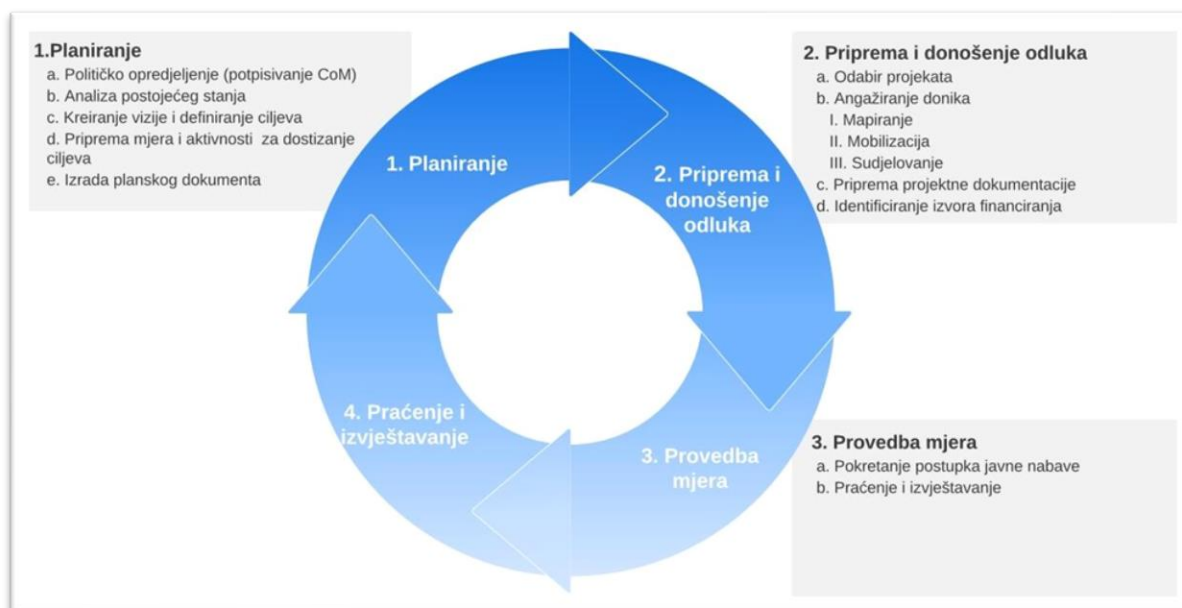 1.Planiranje
a. Političko opredjeljenje (potpisivanje CoM)
b. Analiza postojećeg stanja
c. Kreiranje vizije i definiranje ciljeva
d. Priprema mjera i aktivnosti za dostizanje
ciljeva
e. Izrada planskog dokumenta
2. Priprema i donošenje odluka
a. Odabir projekata
b. Angažiranje donika
I. Mapiranje
II. Mobilizacija
III. Sudjelovanje
c. Priprema projektne dokumentacije
d. Identificiranje izvora financiranja
1. Planiranje
2. Priprema i
donošenje
odluka
4. Praćenje i
izvještavanje
3. Provedba
mjera
3. Provedba mjera
a. Pokretanje postupka javne nabave
b. Praćenje i izvještavanje